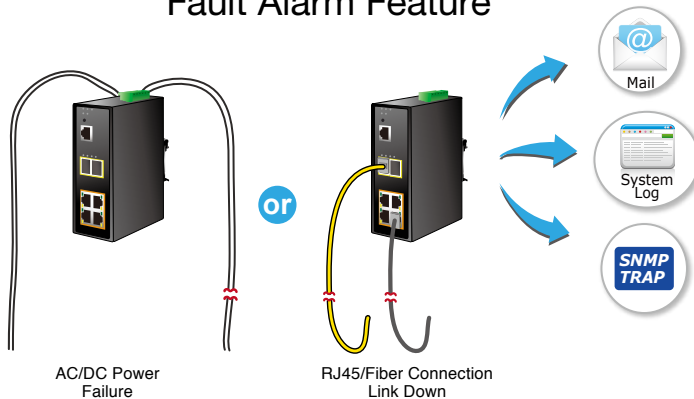 Fault Alarm Feature
@
Mail
or
System
Log
SNMP
TRAP
AC/DC Power
Failure
RJ45/Fiber Connection
Link Down